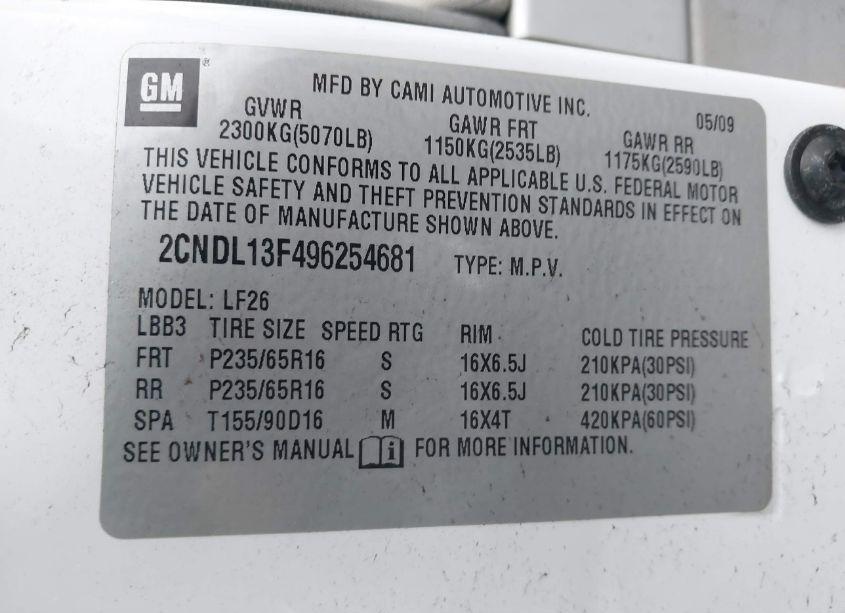 GM®
MFD BY CAMI AUTOMOTIVE INC. 05/09
GVWR GAWR FRT GAWR RR
2300KG(5070LB) 1150KG(2535LB) 1175KG(2590LB)
THIS VEHICLE CONFORMS TO ALL APPLICABLE U.S. FEDERAL MOTOR
VEHICLE SAFETY AND THEFT PREVENTION STANDARDS IN EFFECT ON
THE DATE OF MANUFACTURE SHOWN ABOVE.
2CNDL13F496254681 TYPE: M.P.V.
MODEL: LF26
LBB3 TIRE SIZE SPEED RTG RIM COLD TIRE PRESSURE
FRT P235/65R16 S 16X6.5J 210KPA(30PSI)
RR P235/65R16 S 16X6.5J 210KPA(30PSI)
SPA T155/90D16 M 16X4T 420KPA(60PSI)
SEE OWNER'S MANUAL i FOR MORE INFORMATION.